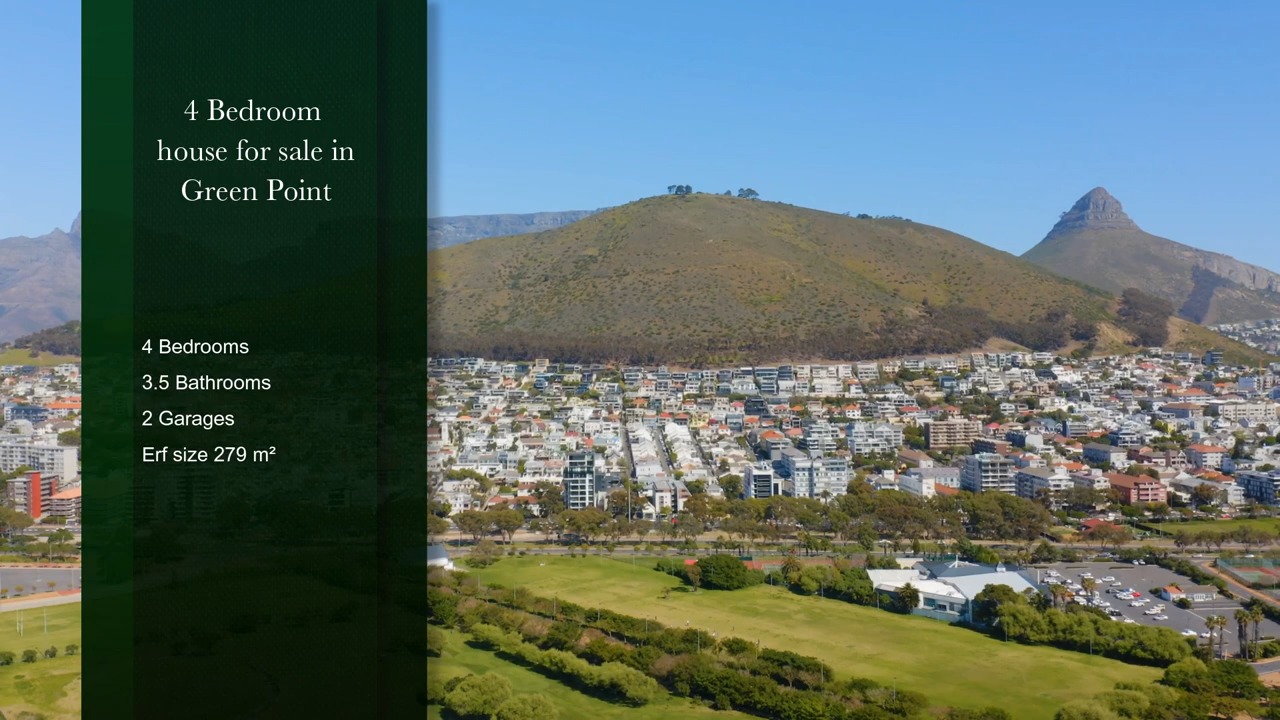 4 Bedroom
house for sale in
Green Point
4 Bedrooms
3.5 Bathrooms
2 Garages
Erf size 279 m²